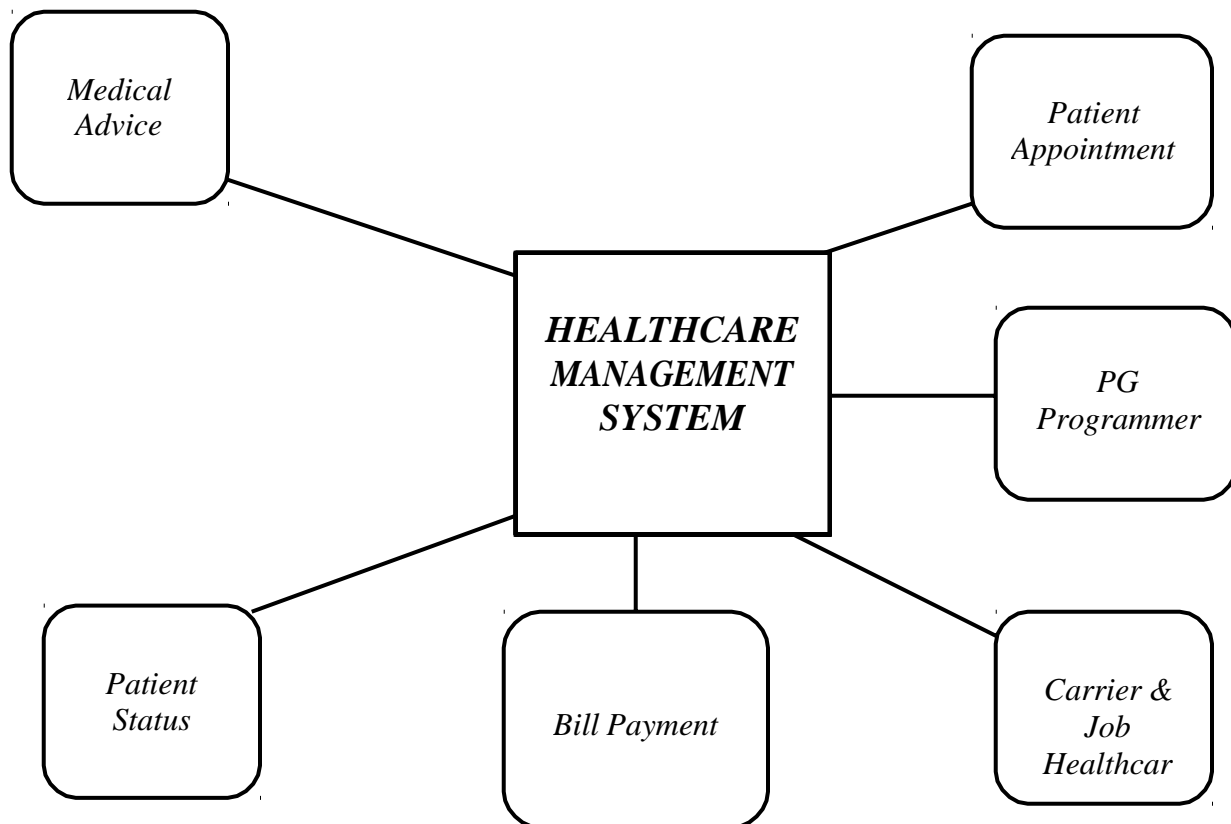 Medical
Advice
Patient
Appointment
HEALTHCARE
MANAGEMENT
SYSTEM
PG
Programmer
Patient
Status
Bill Payment
Carrier &
Job
Healthcar